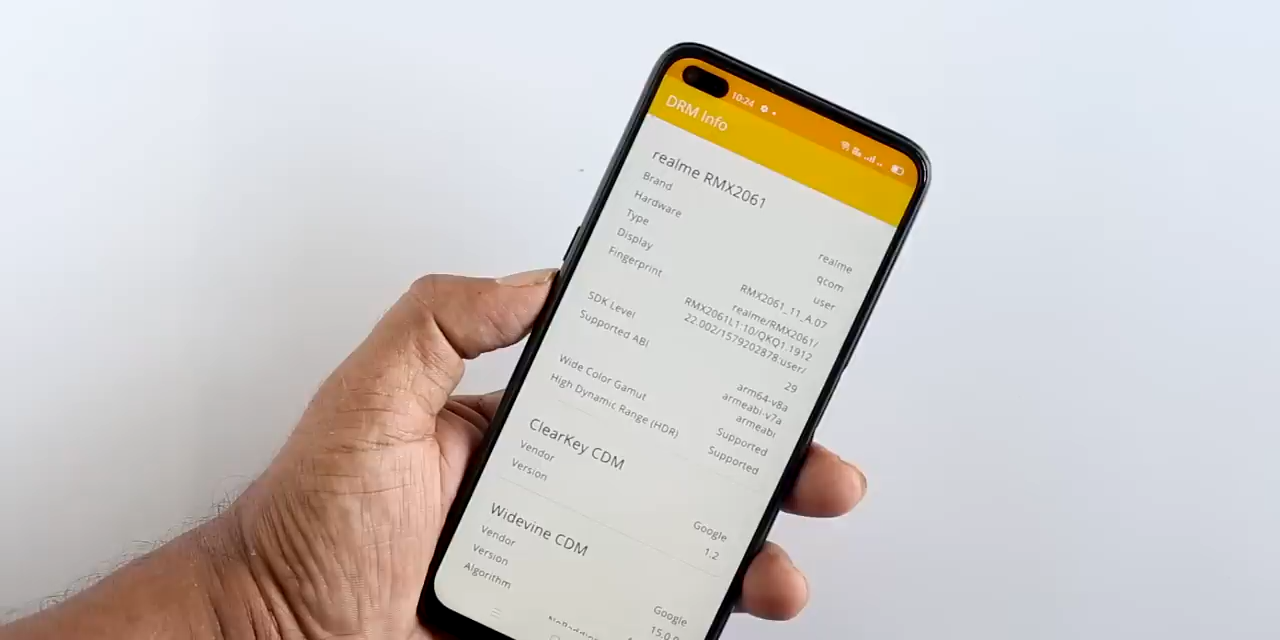 10:24
DRM Info
realme RMX2061
Brand
realme
Hardware
qcom
Type
user
Display
RMX2061_11_A.07
Fingerprint
realme/RMX2061/
RMX2061L1:10/QKQ1.1912
22.002/1579202878:user/
SDK Level
29
Supported ABI
arm64-v8a
armeabi-v7a
armeabi
Wide Color Gamut
Supported
High Dynamic Range (HDR)
Supported
ClearKey CDM
Vendor
Google
Version
1.2
Widevine CDM
Vendor
Google
Version
15.0.0
Algorithm